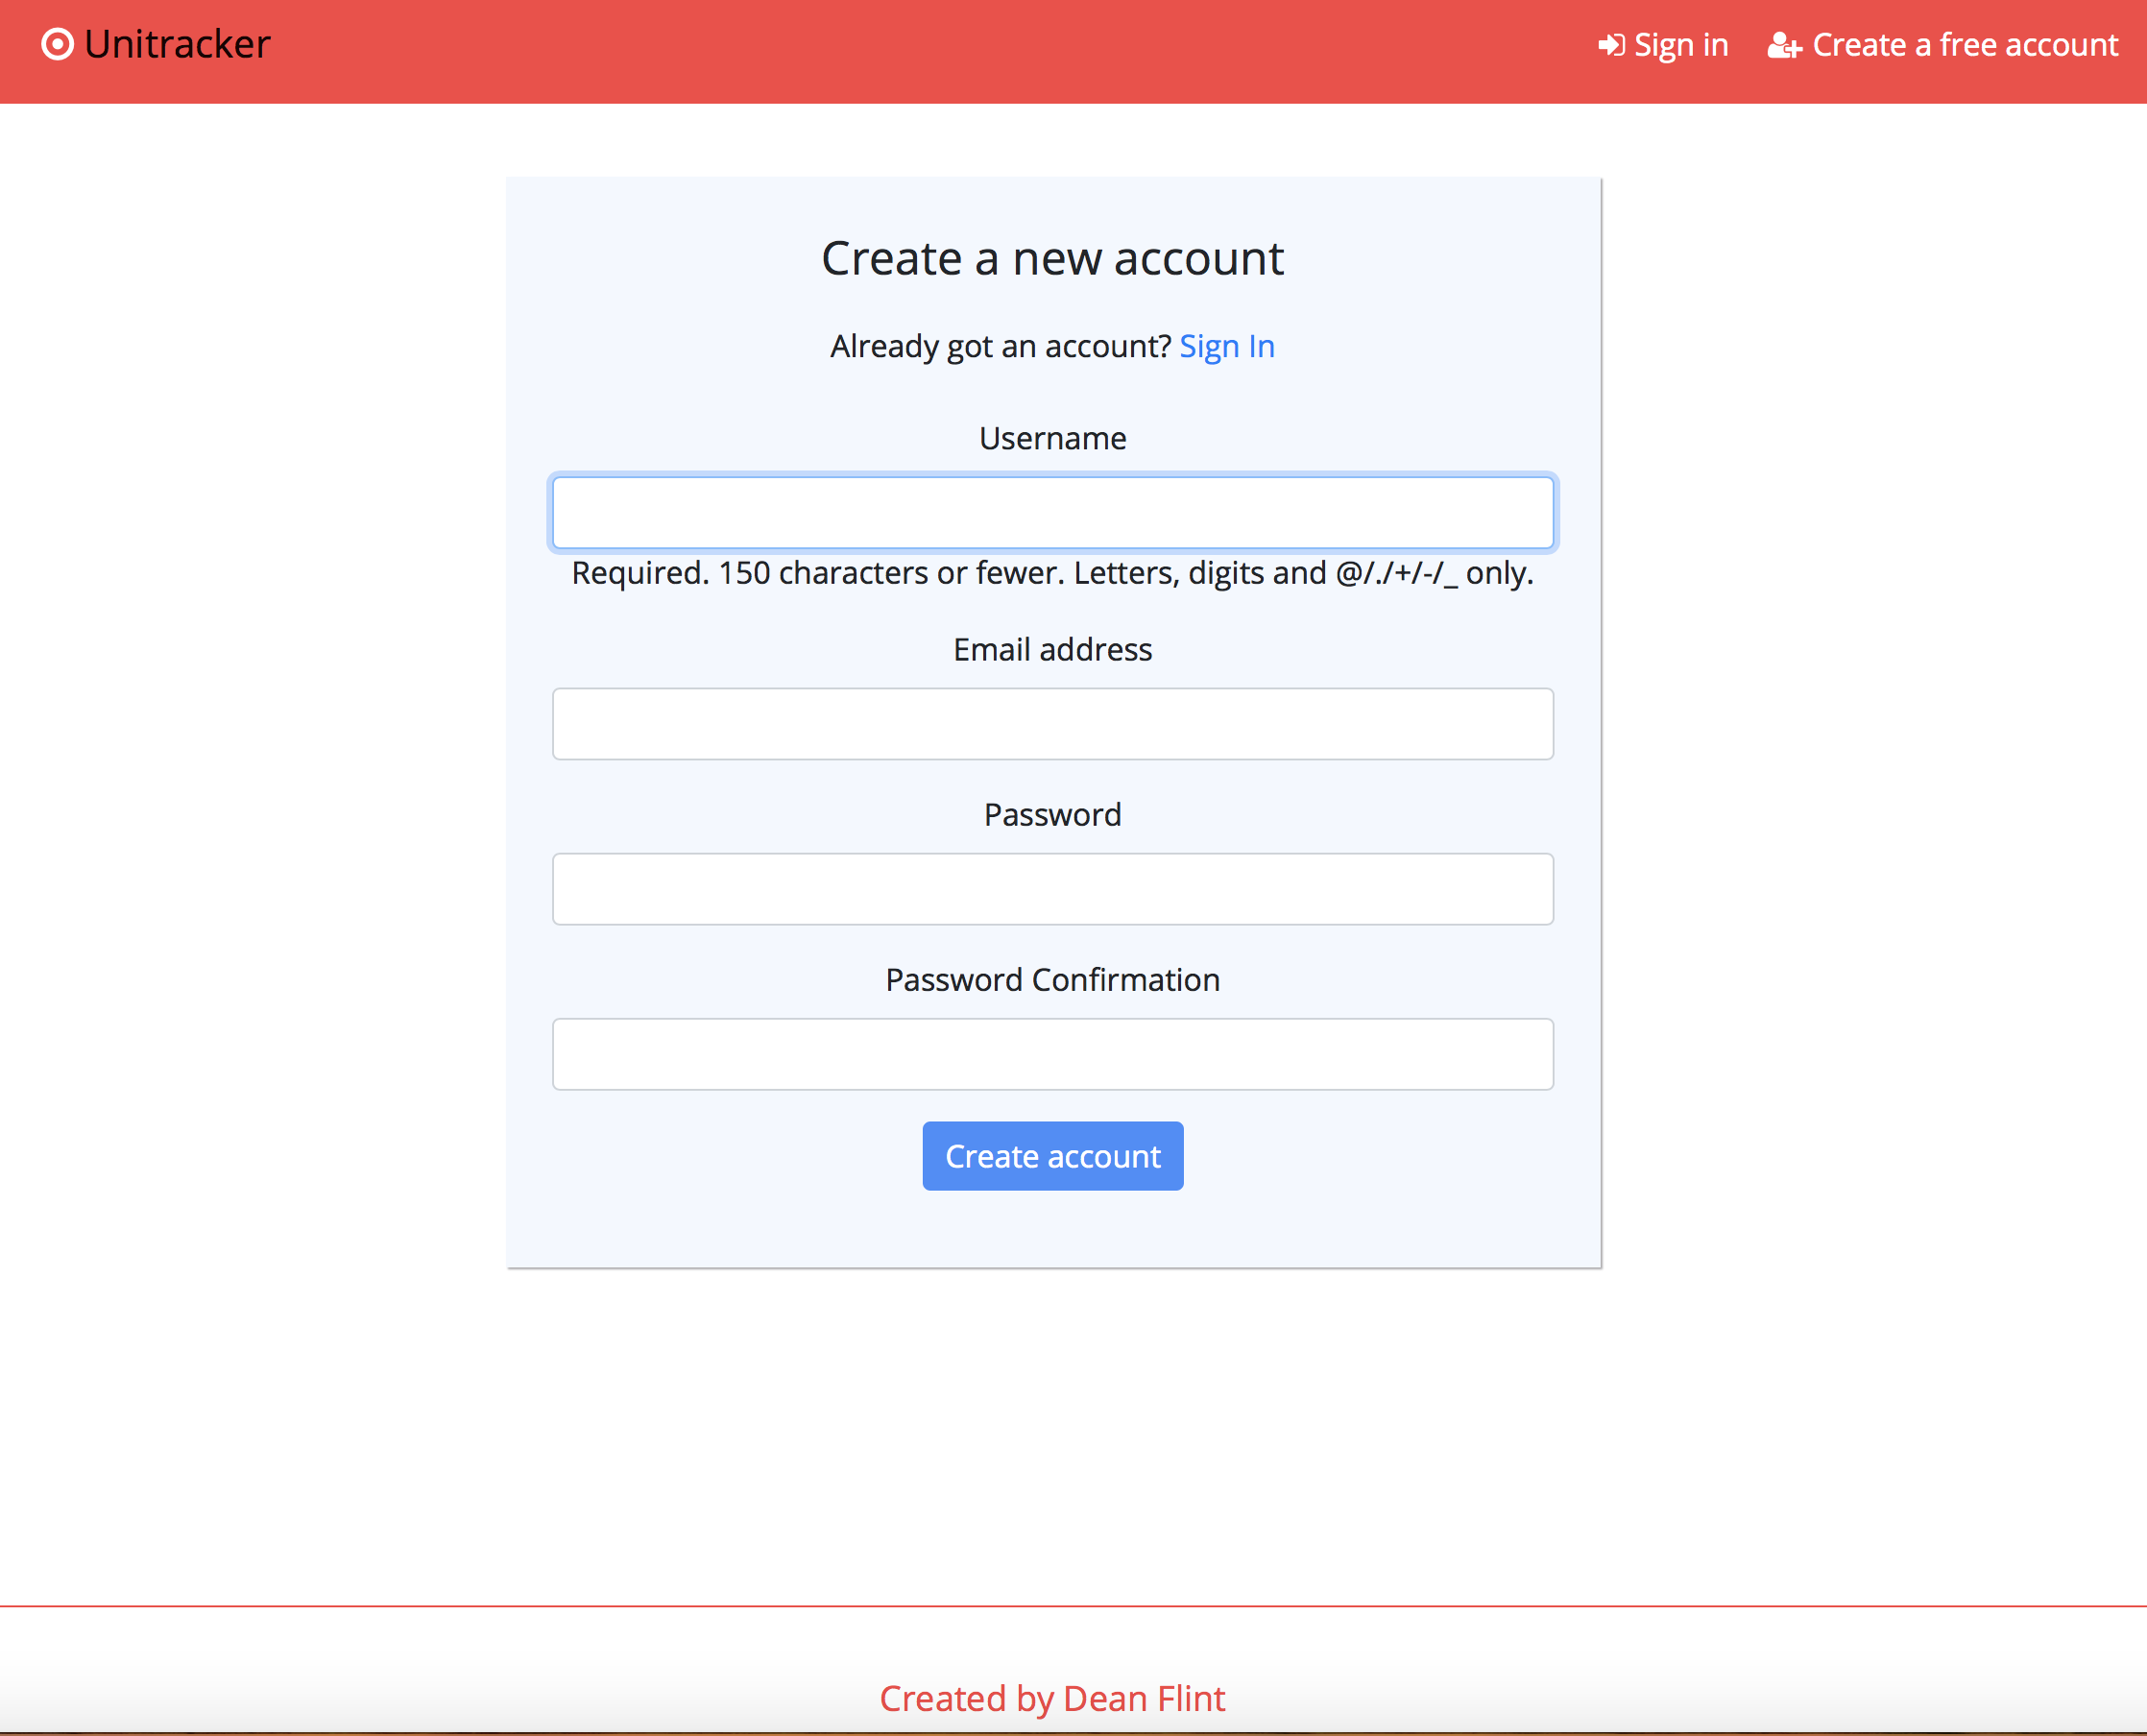 Unitracker
Sign in
Create a free account
Create a new account
Already got an account? Sign In
Username
Required. 150 characters or fewer. Letters, digits and @/./+/-/_ only.
Email address
Password
Password Confirmation
Create account
Created by Dean Flint